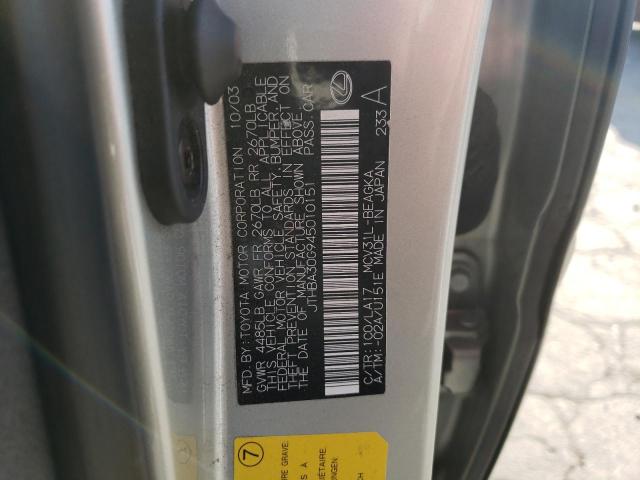 MFD. BY: TOYOTA MOTOR CORPORATION 10/03
GVWR 4485LB GAWR FR 2670LB RR 2670LB
THIS VEHICLE CONFORMS TO ALL APPLICABLE
FEDERAL MOTOR VEHICLE SAFETY, BUMPER, AND
THEFT PREVENTION STANDARDS IN EFFECT ON
THE DATE OF MANUFACTURE SHOWN ABOVE.
JTHBA30G945010151 PASS. CAR
C/TR: 1C0/LA17 MCV31L-BEAGKA
A/TM: -02A/U151E MADE IN JAPAN 233 A
7
GRAVE.